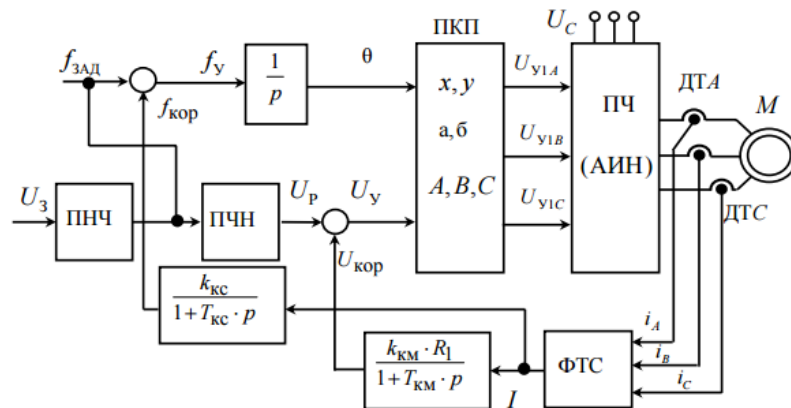 U_C
ПКП
f_ЗАД
f_У
1
p
θ
f_кор
x, y
а, б
A, B, C
U_У1A
U_У1B
U_У1C
ПЧ
(АИН)
ДТA
M
ДТC
U_З
ПНЧ
ПЧН
U_Р
U_У
U_кор
k_кс
1 + T_кс · p
k_км · R_1
1 + T_км · p
I
ФТС
i_A
i_B
i_C